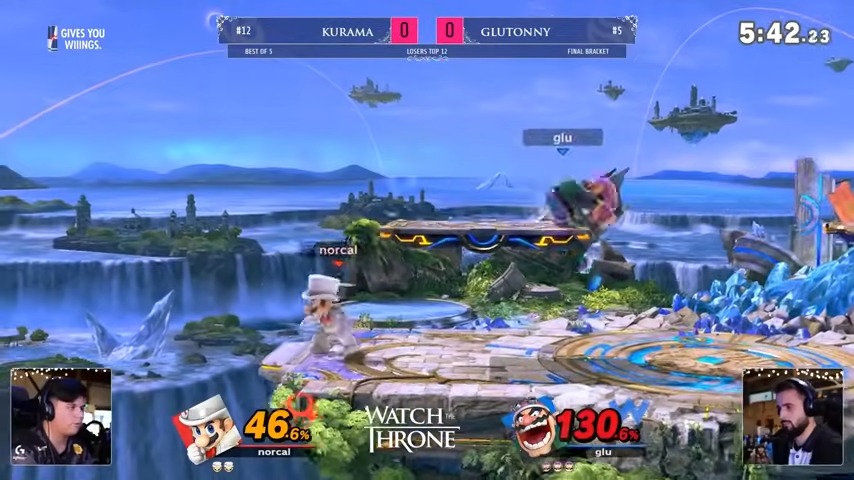 GIVES YOU
WIIINGS.
#12 KURAMA 0 0 GLUTONNY #5
BEST OF 5 LOSERS TOP 12 FINAL BRACKET
5:42.23
glu
norcal
46.6%
norcal
WATCH THE
THRONE
130.6%
glu